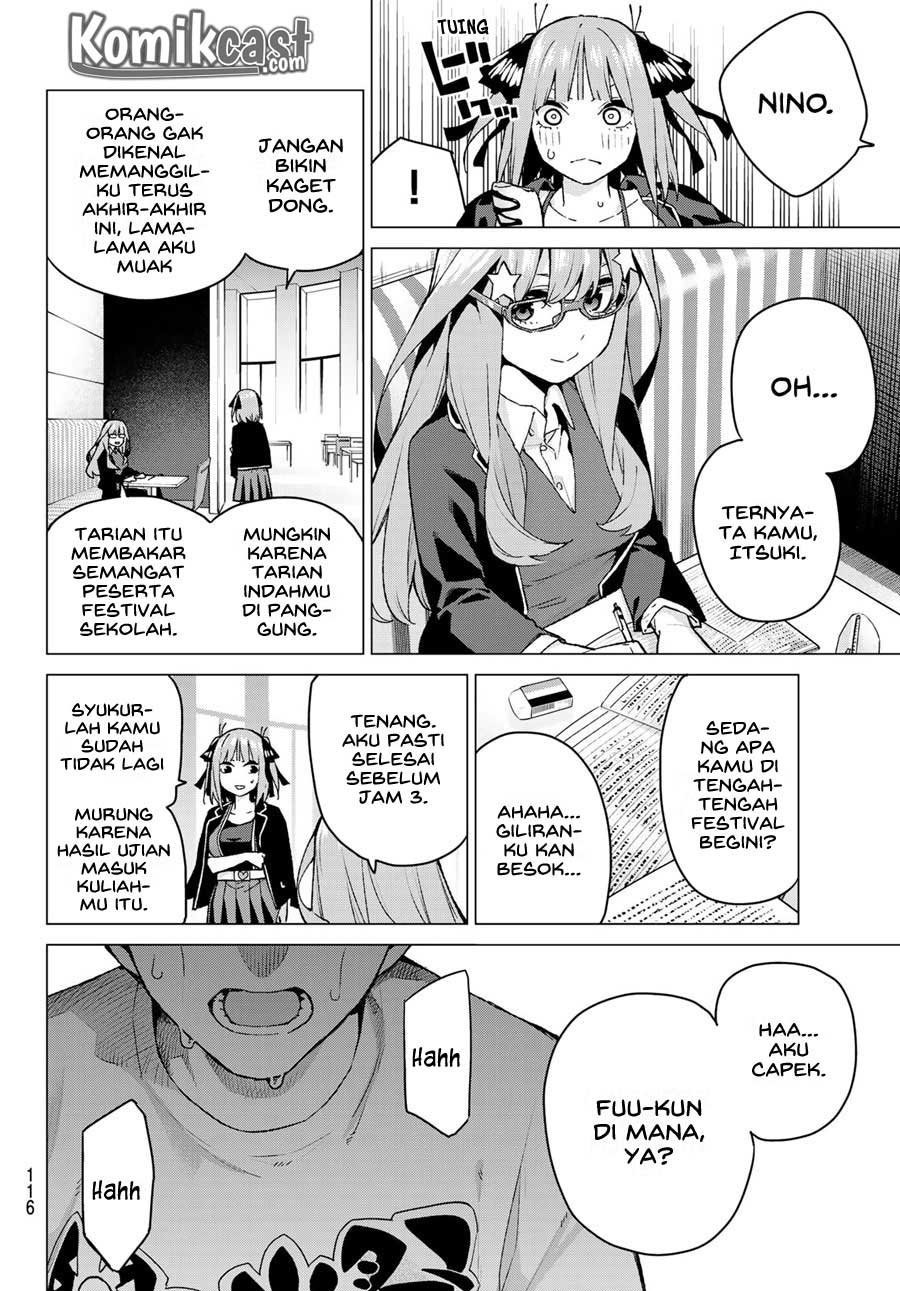 Komikcast
.com
NINO.
TUING
ビクッ
!
OH...
TERNYA-
TA KAMU,
ITSUKI.
JANGAN
BIKIN
KAGET
DONG.
ORANG-
ORANG GAK
DIKENAL
MEMANGGIL-
KU TERUS
AKHIR-AKHIR
INI, LAMA-
LAMA AKU
MUAK
MUNGKIN
KARENA
TARIAN
INDAHMU
DI PANG-
GUNG.
TARIAN ITU
MEMBAKAR
SEMANGAT
PESERTA
FESTIVAL
SEKOLAH.
SEDA-
NG APA
KAMU DI
TENGAH-
TENGAH
FESTIVAL
BEGINI?
AHAHA...
GILIRAN-
KU KAN
BESOK...
TENANG.
AKU PASTI
SELESAI
SEBELUM
JAM 3.
SYUKUR-
LAH KAMU
SUDAH
TIDAK LAGI
MURUNG
KARENA
HASIL UJIAN
MASUK
KULIAH-
MU ITU.
HAA...
AKU
CAPEK.
FUU-KUN
DI MANA,
YA?
Hahh
Hahh
116